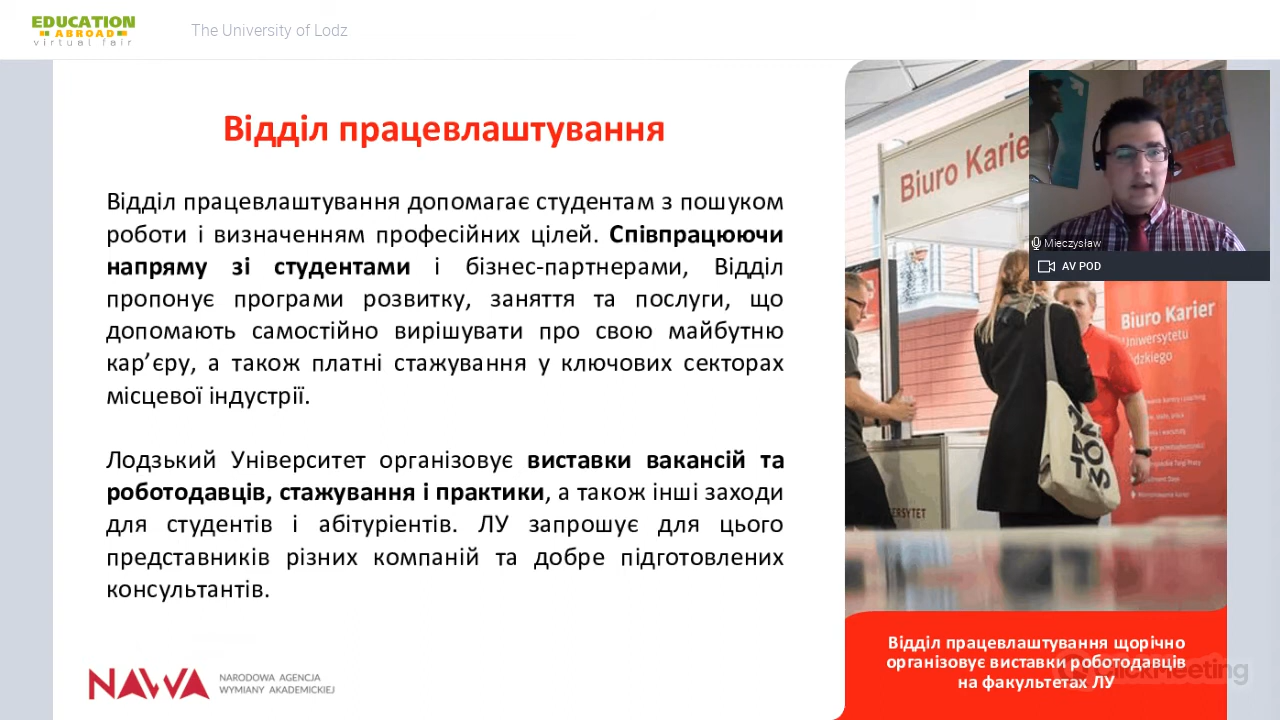 EDUCATION
ABROAD
virtual fair
The University of Lodz
Відділ працевлаштування
Відділ працевлаштування допомагає студентам з пошуком
роботи і визначенням професійних цілей. Співпрацюючи
напряму зі студентами і бізнес-партнерами, Відділ
пропонує програми розвитку, заняття та послуги, що
допомають самостійно вирішувати про свою майбутню
кар’єру, а також платні стажування у ключових секторах
місцевої індустрії.
Лодзький Університет організовує виставки вакансій та
роботодавців, стажування і практики, а також інші заходи
для студентів і абітурієнтів. ЛУ запрошує для цього
представників різних компаній та добре підготовлених
консультантів.
NAWA
NARODOWA AGENCJA
WYMIANY AKADEMICKIEJ
Biuro Karie
Mieczysław
AV POD
Biuro Karier
Uniwersytetu
Відділ працевлаштування щорічно
організовує виставки роботодавців
на факультетах ЛУ
ClickMeeting